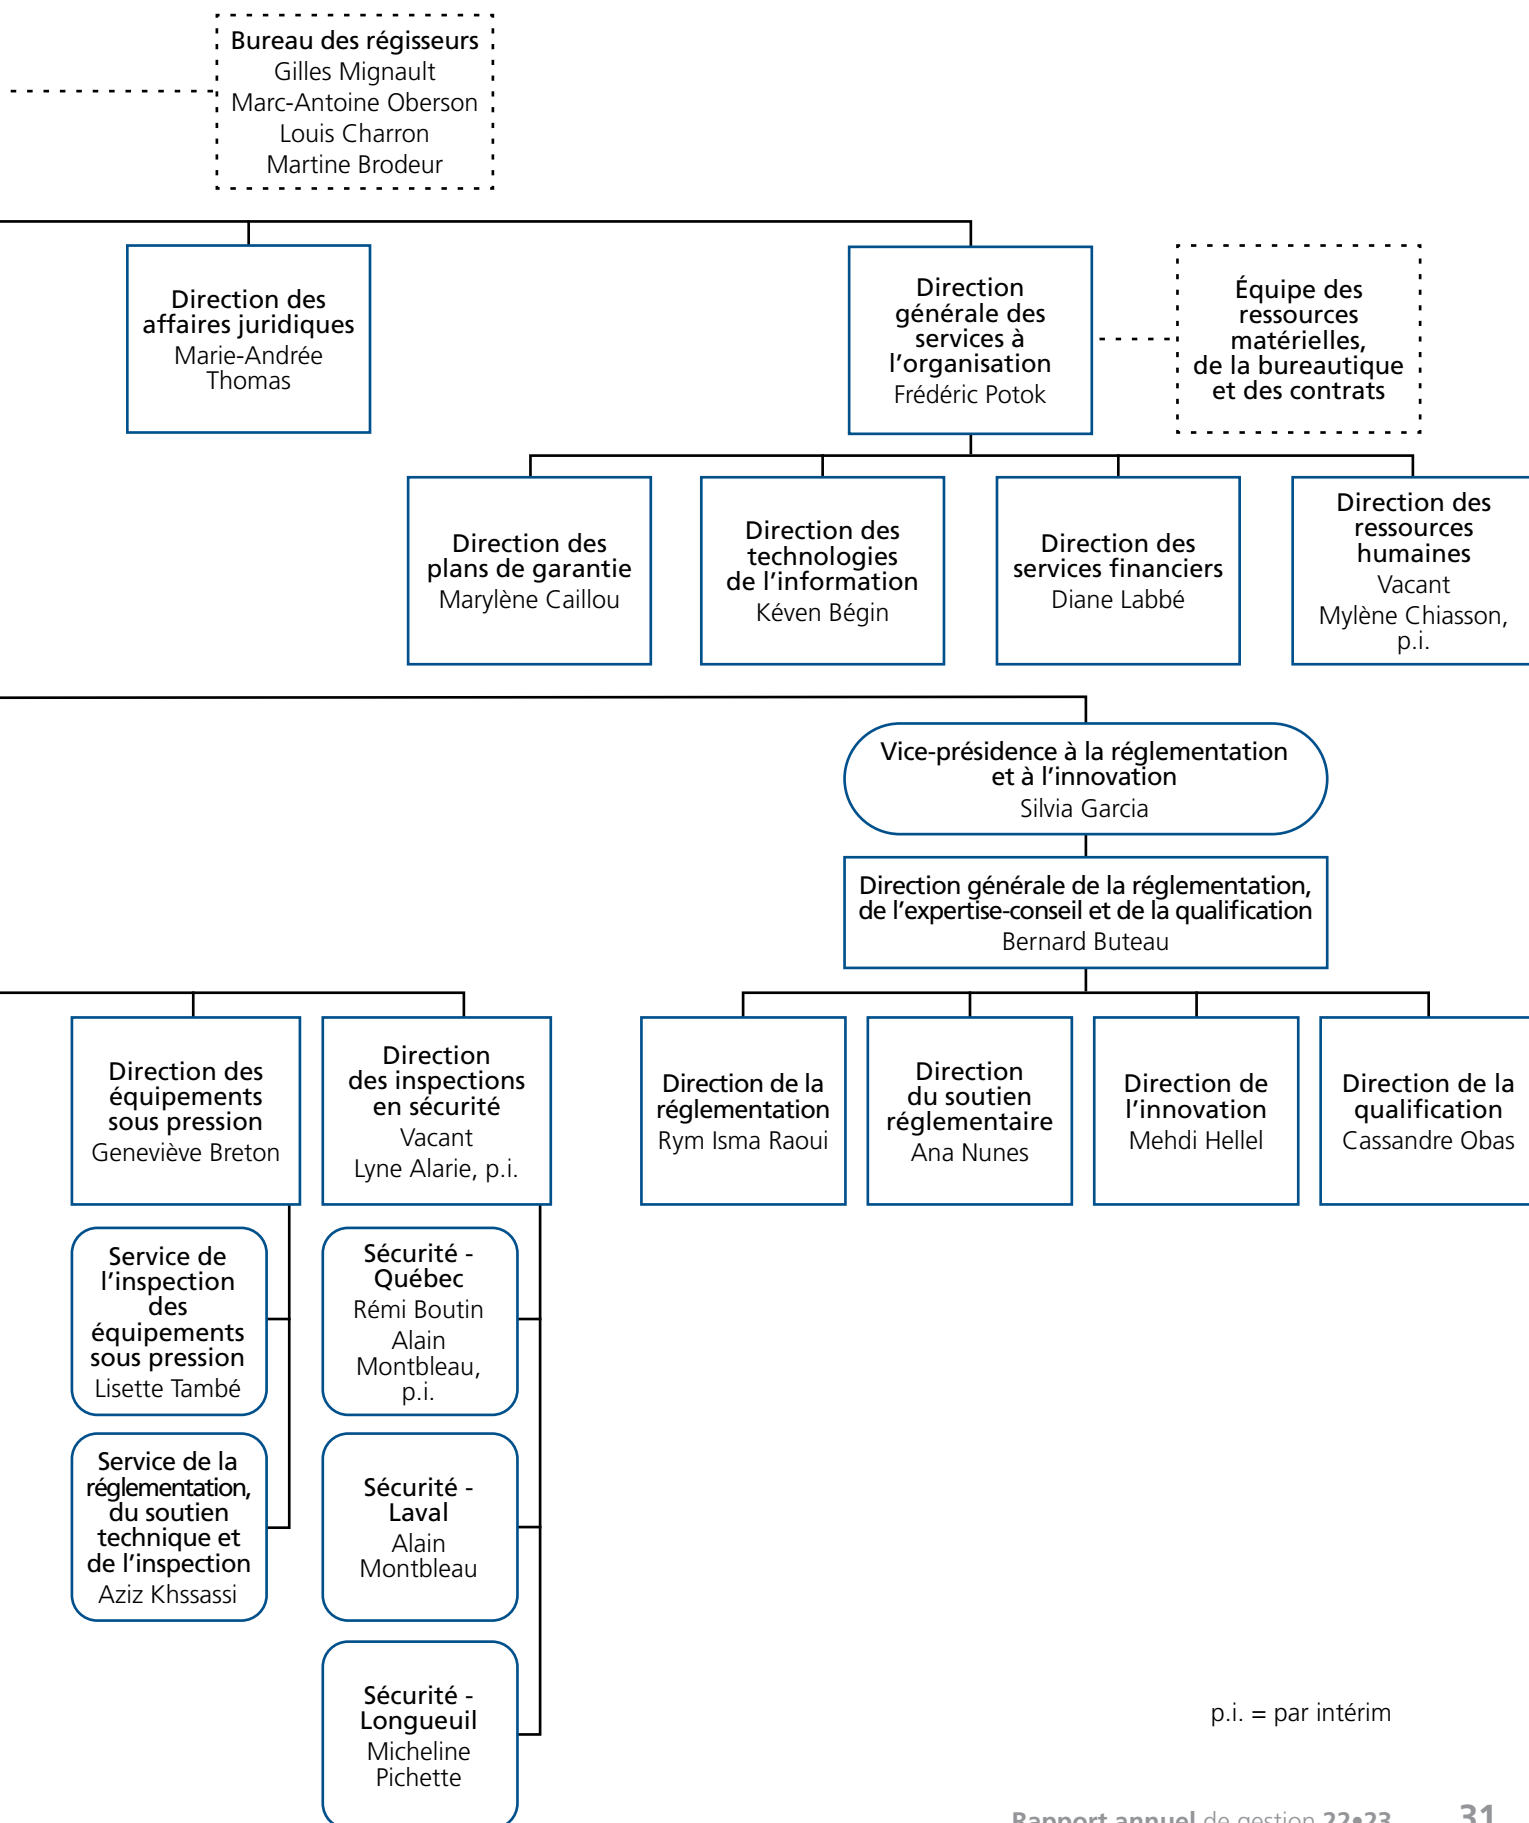 Bureau des régisseurs
Gilles Mignault
Marc-Antoine Oberson
Louis Charron
Martine Brodeur
Direction des
affaires juridiques
Marie-Andrée
Thomas
Direction
générale des
services à
l’organisation
Frédéric Potok
Équipe des
ressources
matérielles,
de la bureautique
et des contrats
Direction des
plans de garantie
Marylène Caillou
Direction des
technologies
de l’information
Kéven Bégin
Direction des
services financiers
Diane Labbé
Direction des
ressources
humaines
Vacant
Mylène Chiasson,
p.i.
Vice-présidence à la réglementation
et à l’innovation
Silvia Garcia
Direction générale de la réglementation,
de l’expertise-conseil et de la qualification
Bernard Buteau
Direction des
équipements
sous pression
Geneviève Breton
Direction
des inspections
en sécurité
Vacant
Lyne Alarie, p.i.
Direction de la
réglementation
Rym Isma Raoui
Direction
du soutien
réglementaire
Ana Nunes
Direction de
l’innovation
Mehdi Hellel
Direction de la
qualification
Cassandre Obas
Service de
l’inspection
des
équipements
sous pression
Lisette També
Sécurité -
Québec
Rémi Boutin
Alain
Montbleau,
p.i.
Service de la
réglementation,
du soutien
technique et
de l’inspection
Aziz Khssassi
Sécurité -
Laval
Alain
Montbleau
Sécurité -
Longueuil
Micheline
Pichette
p.i. = par intérim
Rapport annuel de gestion 22•23 31